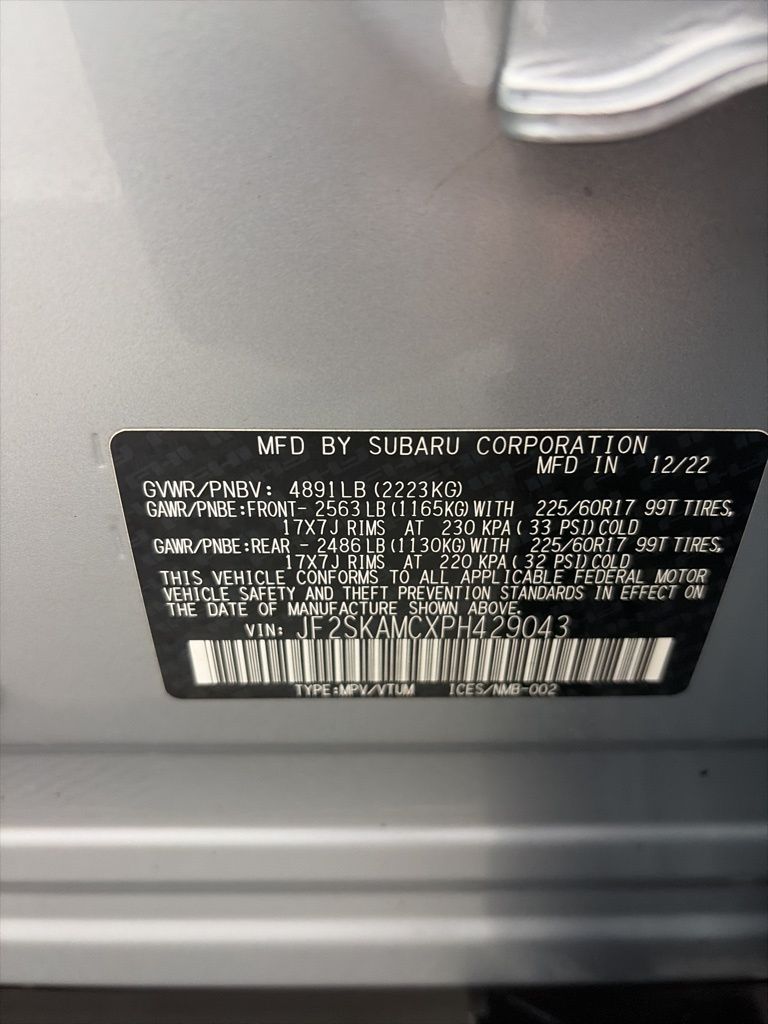 MFD BY SUBARU CORPORATION
MFD IN 12/22
GVWR/PNBV: 4891LB(2223KG)
GAWR/PNBE:FRONT- 2563LB(1165KG)WITH 225/60R17 99T TIRES,
17X7J RIMS AT 230 KPA( 33 PSI)COLD
GAWR/PNBE:REAR - 2486LB(1130KG)WITH 225/60R17 99T TIRES,
17X7J RIMS AT 220 KPA( 32 PSI)COLD
THIS VEHICLE CONFORMS TO ALL APPLICABLE FEDERAL MOTOR
VEHICLE SAFETY AND THEFT PREVENTION STANDARDS IN EFFECT ON
THE DATE OF MANUFACTURE SHOWN ABOVE.
VIN: JF2SKAMCXPH429043
TYPE:MPV/VTUM ICES/NMB-002